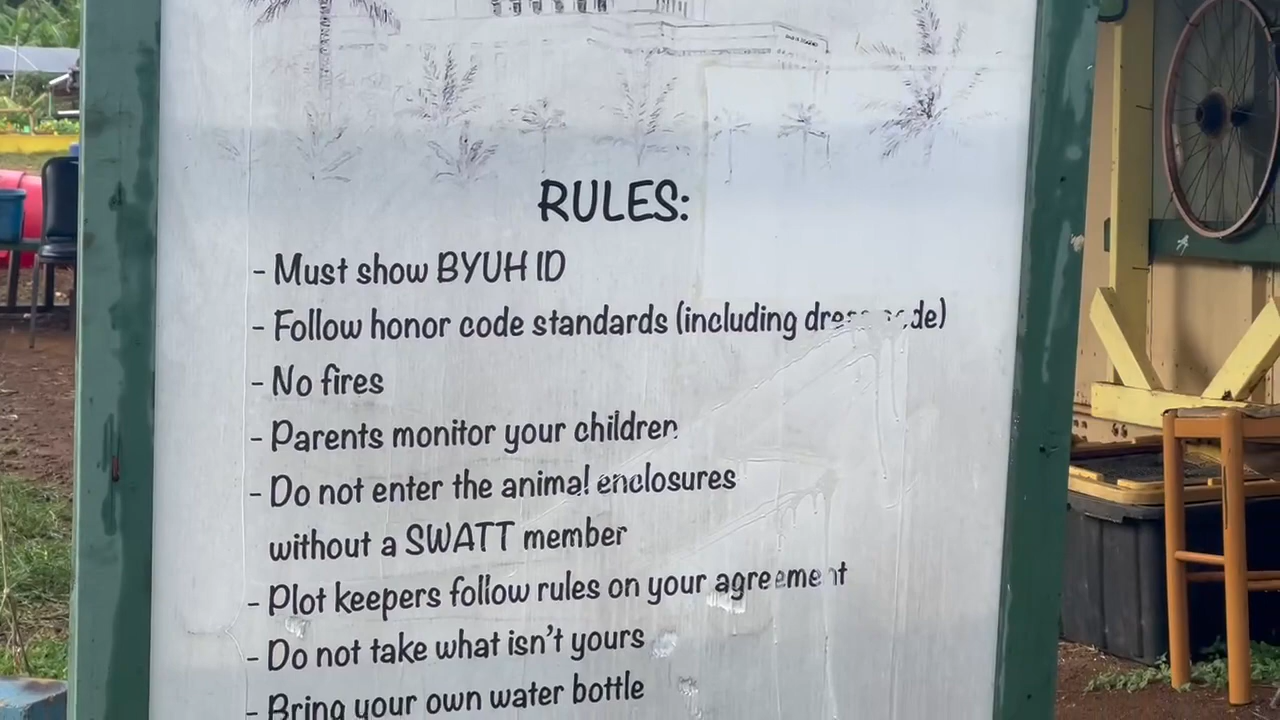 RULES:
- Must show BYUH ID
- Follow honor code standards (including dress code)
- No fires
- Parents monitor your children
- Do not enter the animal enclosures
without a SWATT member
- Plot keepers follow rules on your agreement
- Do not take what isn't yours
- Bring your own water bottle